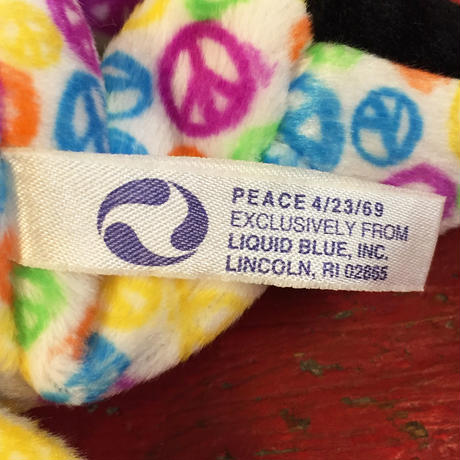 PEACE 4/23/69
EXCLUSIVELY FROM
LIQUID BLUE, INC.
LINCOLN, RI 02865